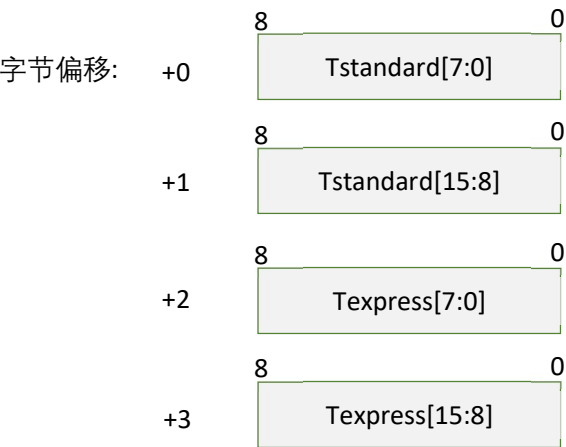 8 0
字节偏移: +0 Tstandard[7:0]
8 0
+1 Tstandard[15:8]
8 0
+2 Texpress[7:0]
8 0
+3 Texpress[15:8]